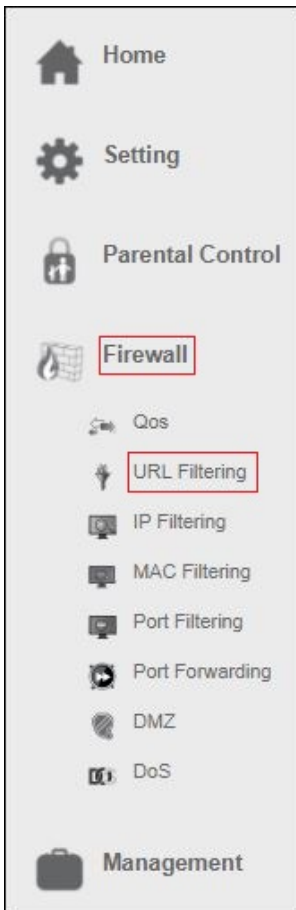 Home
Setting
Parental Control
Firewall
Qos
URL Filtering
IP Filtering
MAC Filtering
Port Filtering
Port Forwarding
DMZ
DoS
Management